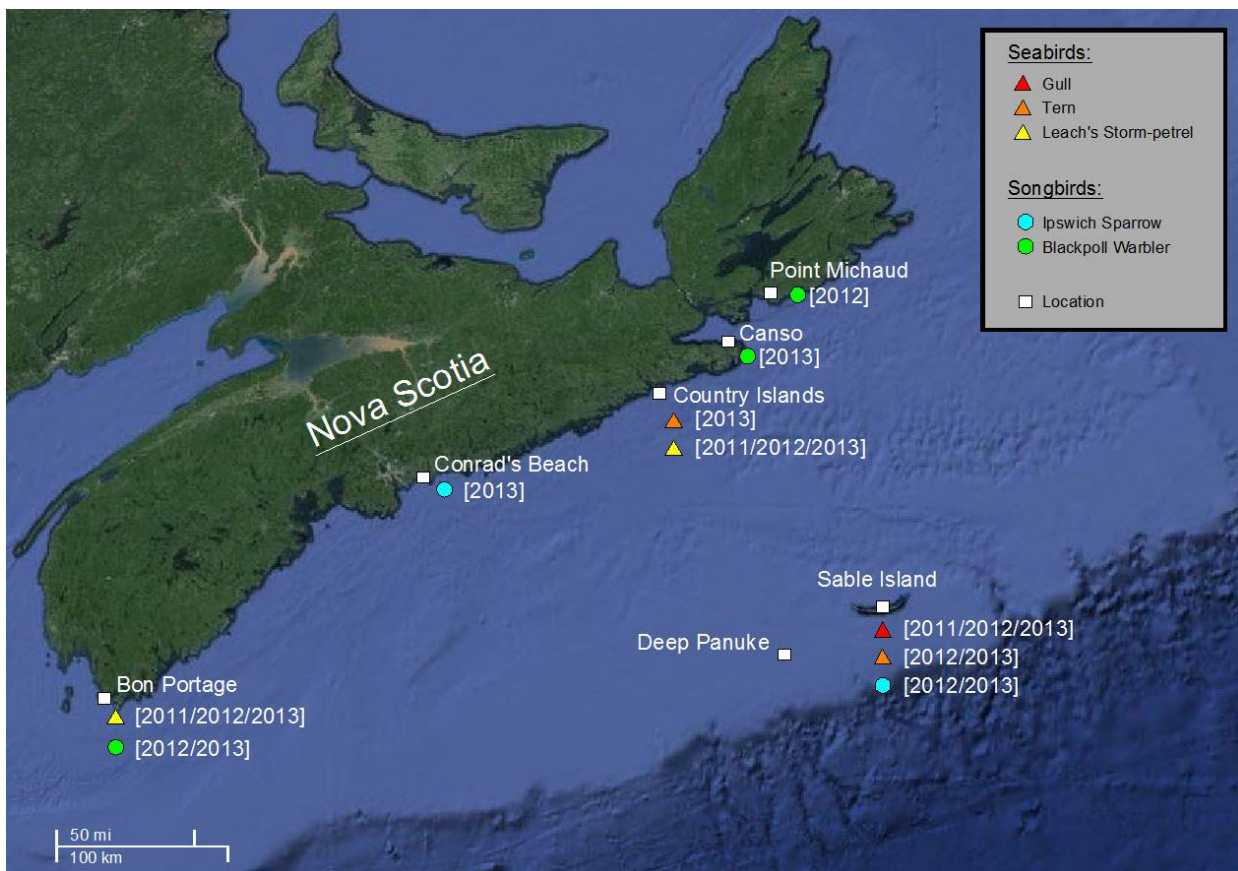 Seabirds:
Gull
Tern
Leach's Storm-petrel
Songbirds:
Ipswich Sparrow
Blackpoll Warbler
Location
Point Michaud
[2012]
Canso
[2013]
Nova Scotia
Country Islands
[2013]
[2011/2012/2013]
Conrad's Beach
[2013]
Sable Island
[2011/2012/2013]
[2012/2013]
[2012/2013]
Deep Panuke
Bon Portage
[2011/2012/2013]
[2012/2013]
50 mi
100 km